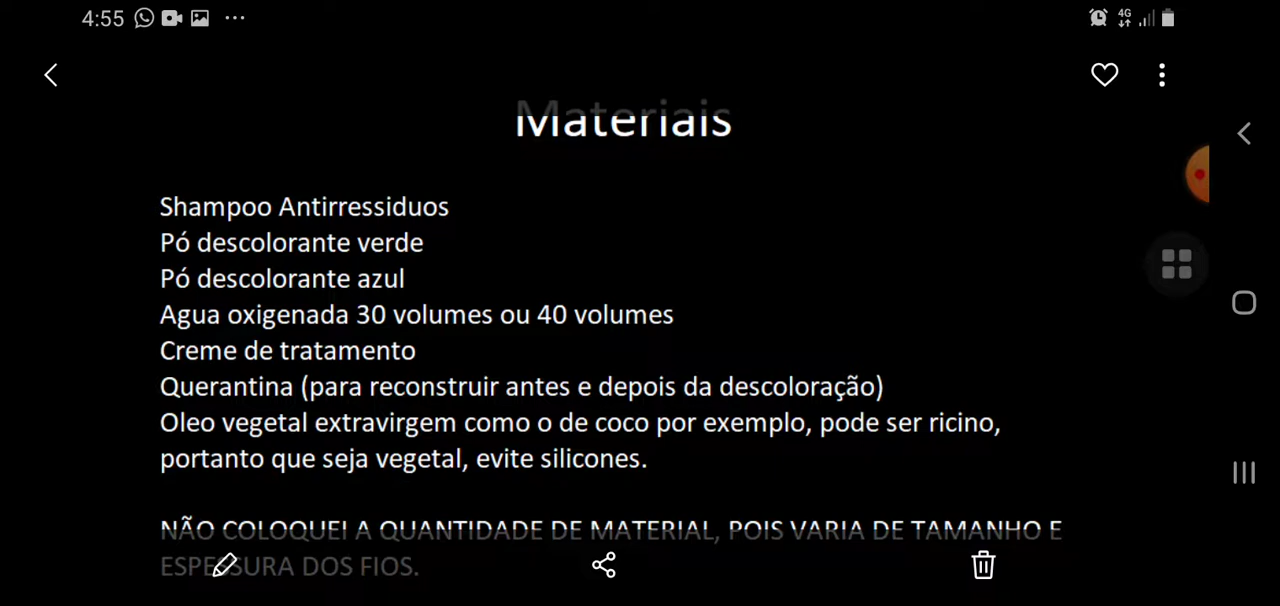 4:55
4G
Materiais
Shampoo Antirressiduos
Pó descolorante verde
Pó descolorante azul
Agua oxigenada 30 volumes ou 40 volumes
Creme de tratamento
Querantina (para reconstruir antes e depois da descoloração)
Oleo vegetal extravirgem como o de coco por exemplo, pode ser ricino,
portanto que seja vegetal, evite silicones.
NÃO COLOQUEI A QUANTIDADE DE MATERIAL, POIS VARIA DE TAMANHO E
ESPESSURA DOS FIOS.